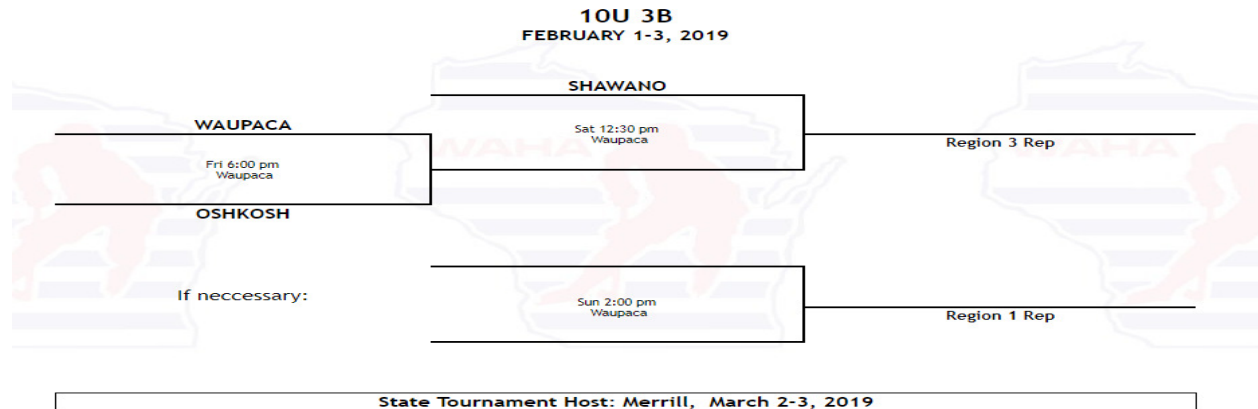 10U 3B
FEBRUARY 1-3, 2019
SHAWANO
WAUPACA
Sat 12:30 pm
Waupaca
Region 3 Rep
Fri 6:00 pm
Waupaca
OSHKOSH
If neccessary:
Sun 2:00 pm
Waupaca
Region 1 Rep
State Tournament Host: Merrill, March 2-3, 2019
WAHA
WAHA